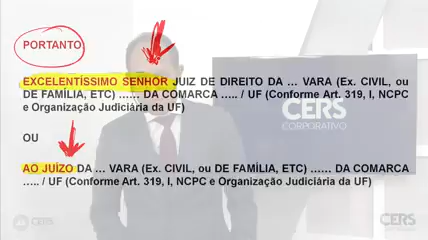 PORTANTO
EXCELENTÍSSIMO SENHOR JUIZ DE DIREITO DA ... VARA (Ex. CIVIL, ou
DE FAMÍLIA, ETC) ...... DA COMARCA ..... / UF (Conforme Art. 319, I, NCPC
e Organização Judiciária da UF)
OU
AO JUÍZO DA ... VARA (Ex. CIVIL, ou DE FAMÍLIA, ETC) ...... DA COMARCA
..... / UF (Conforme Art. 319, I, NCPC e Organização Judiciária da UF)
CERS
CORPORATIVO
CERS
CERS